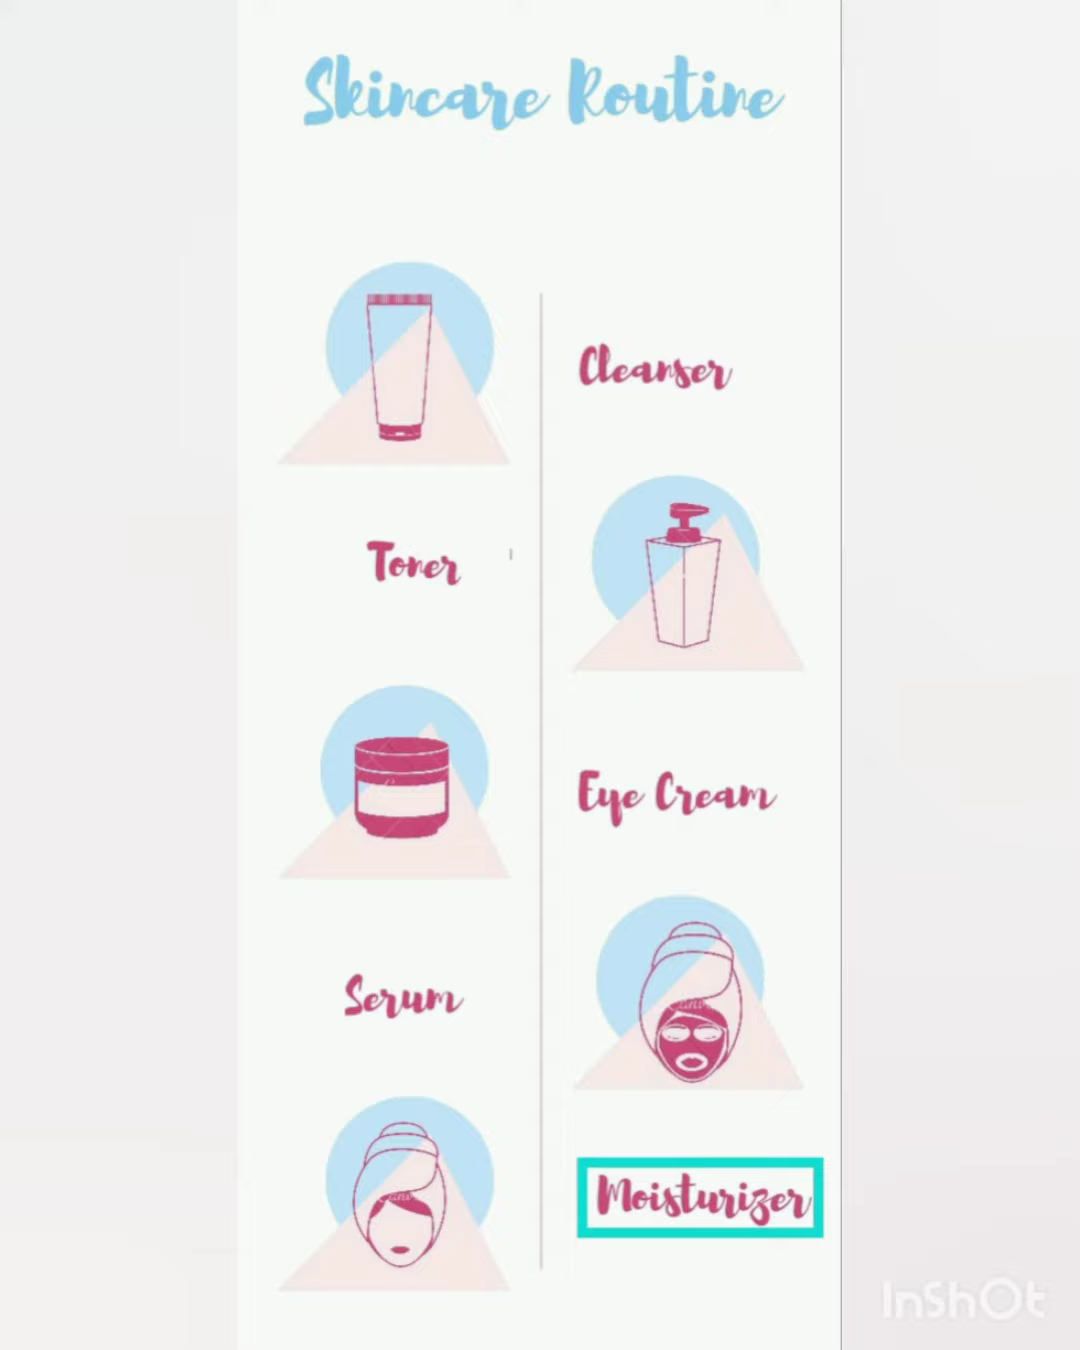 Skincare Routine
Cleanser
Toner
Eye Cream
Serum
Moisturizer
InShOt